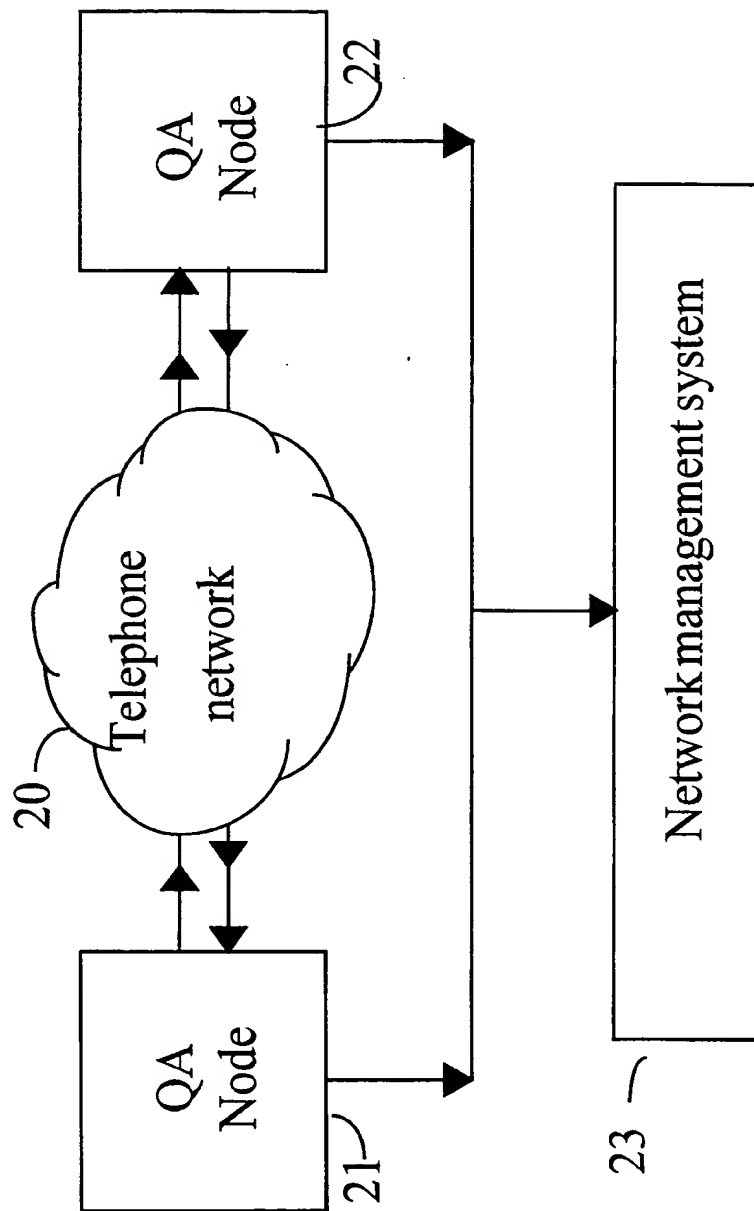 20
Telephone
network
QA
Node
21
QA
Node
22
Network management system
23